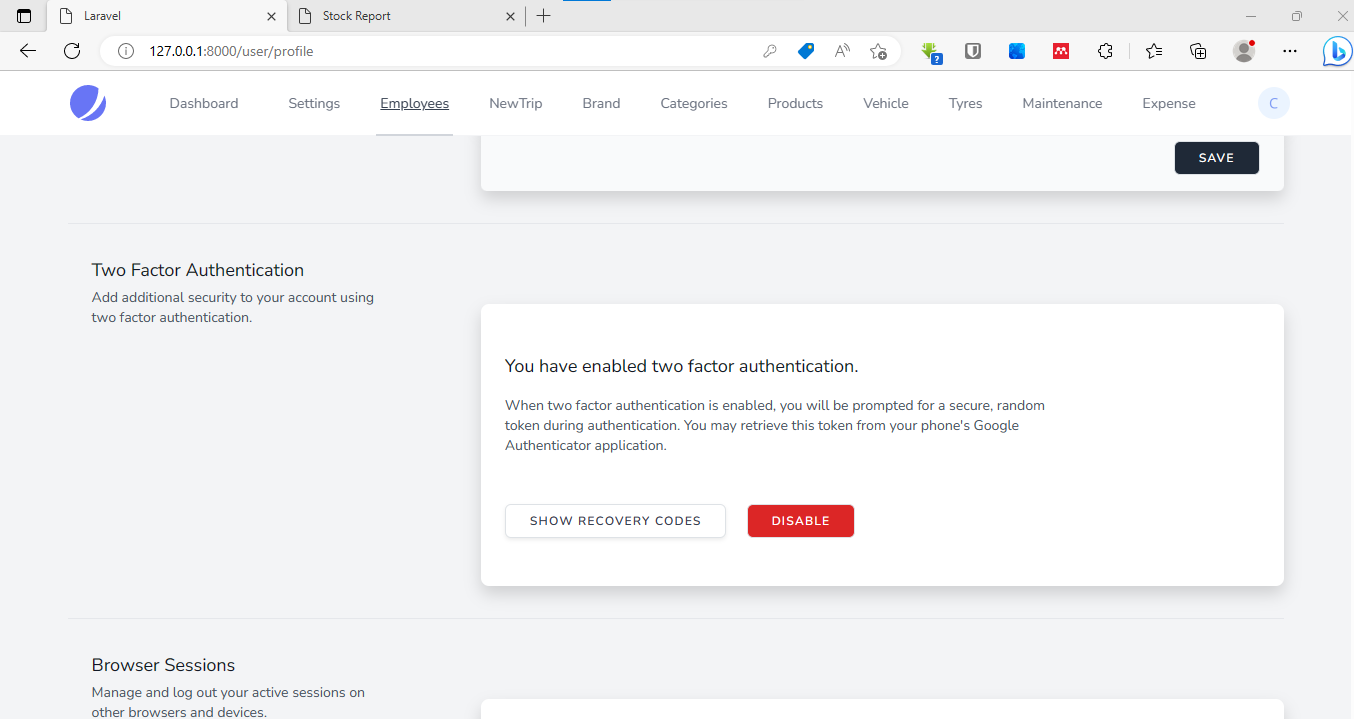 Laravel
Stock Report
127.0.0.1:8000/user/profile
A
?
b
Dashboard Settings Employees NewTrip Brand Categories Products Vehicle Tyres Maintenance Expense C
SAVE
Two Factor Authentication
Add additional security to your account using
two factor authentication.
You have enabled two factor authentication.
When two factor authentication is enabled, you will be prompted for a secure, random
token during authentication. You may retrieve this token from your phone's Google
Authenticator application.
SHOW RECOVERY CODES DISABLE
Browser Sessions
Manage and log out your active sessions on
other browsers and devices.